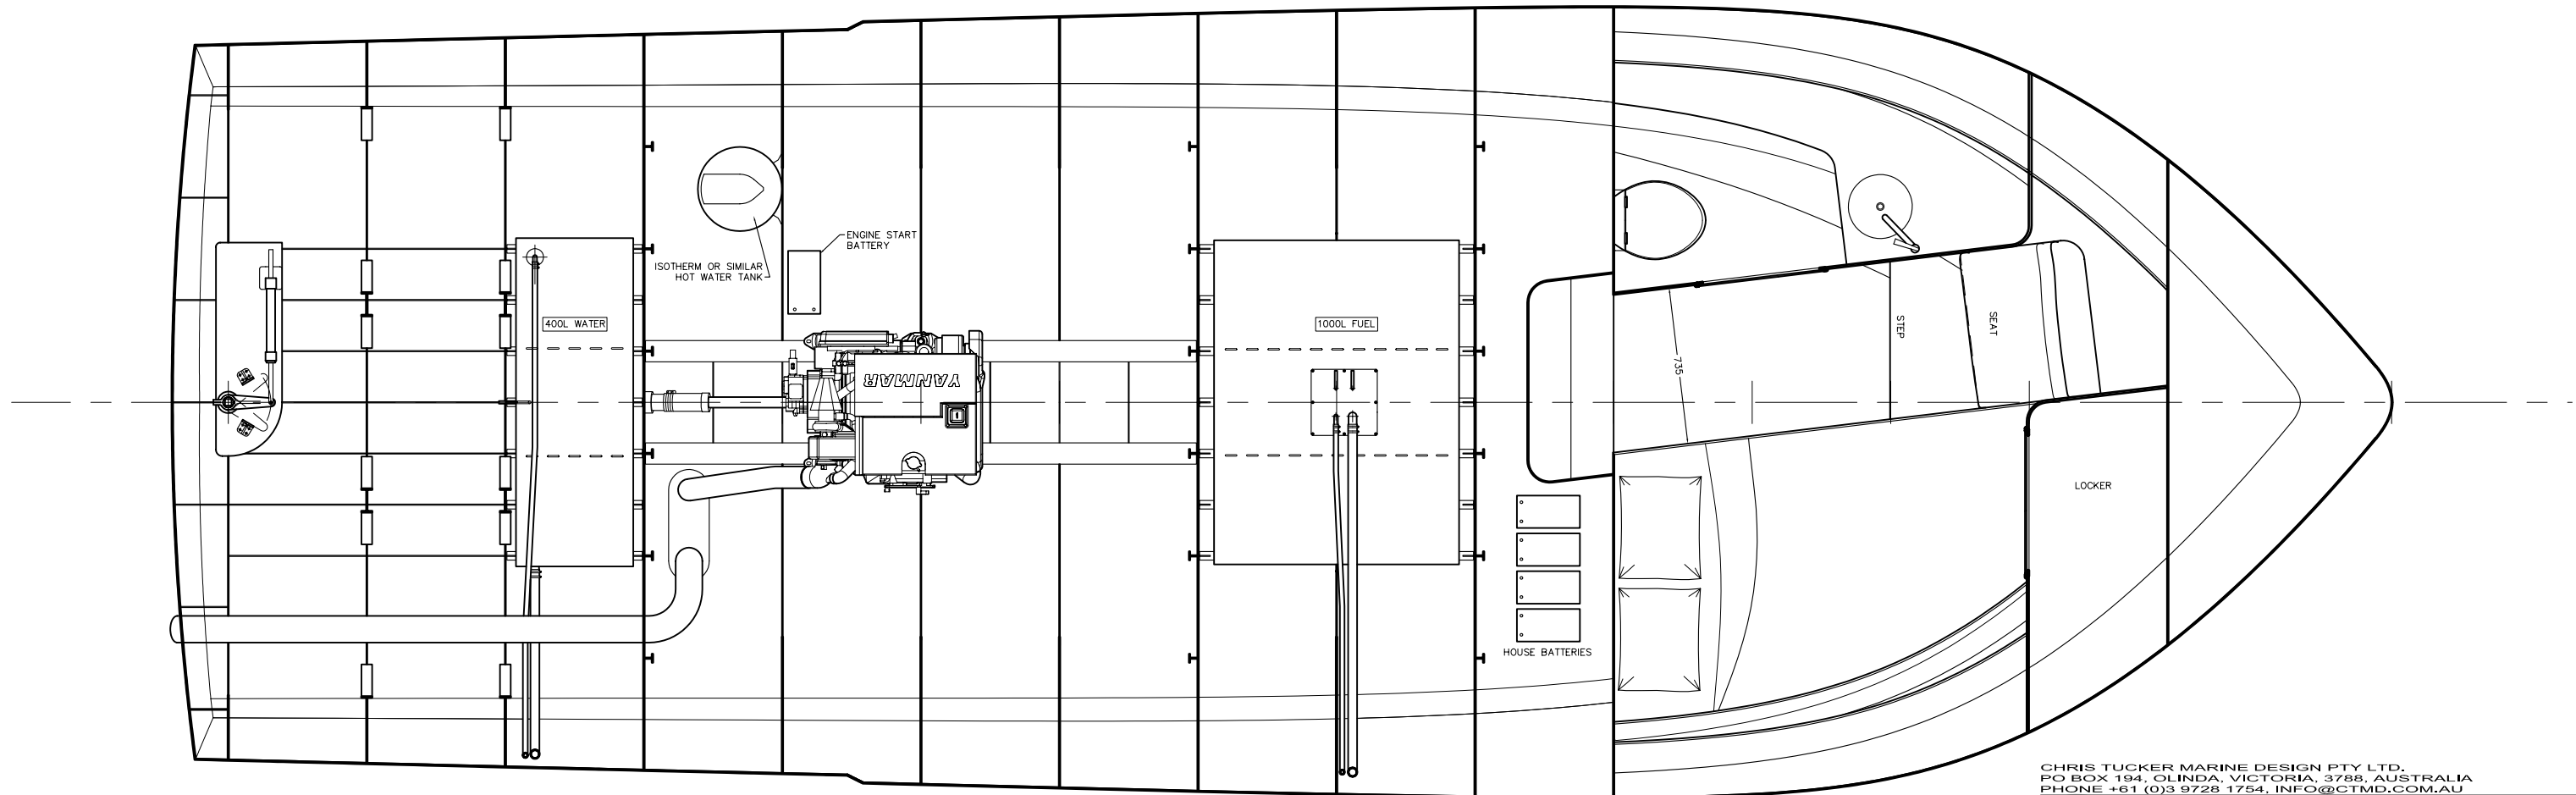 ENGINE START
BATTERY
ISOTHERM OR SIMILAR
HOT WATER TANK
400L WATER
YANMAR
1000L FUEL
735
STEP
SEAT
LOCKER
HOUSE BATTERIES
CHRIS TUCKER MARINE DESIGN PTY LTD.
PO BOX 194, OLINDA, VICTORIA, 3788, AUSTRALIA
PHONE +61 (0)3 9728 1754, INFO@CTMD.COM.AU